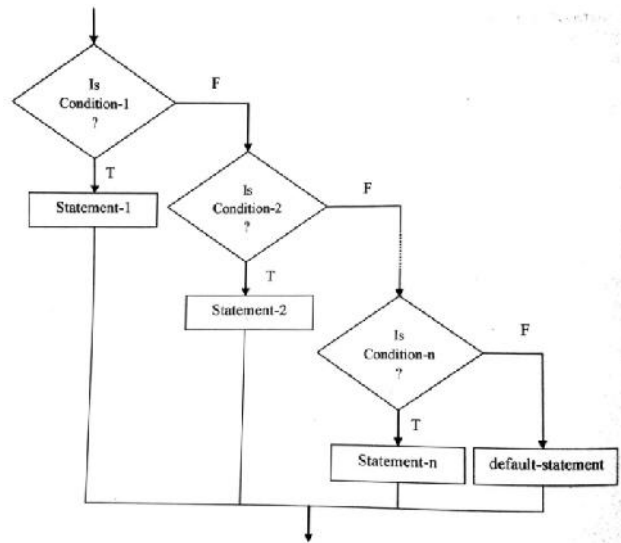 Is
Condition-1
?
F
T
Statement-1
Is
Condition-2
?
F
T
Statement-2
Is
Condition-n
?
F
T
Statement-n
default-statement